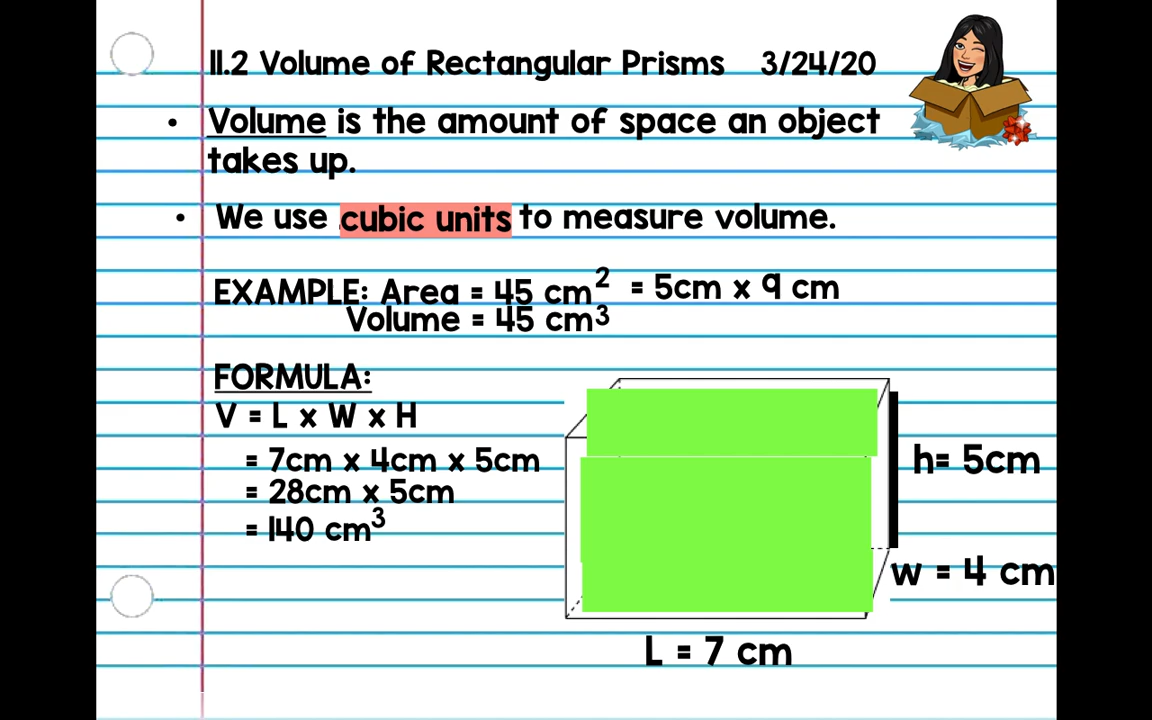 11.2 Volume of Rectangular Prisms 3/24/20
• Volume is the amount of space an object
takes up.
• We use cubic units to measure volume.
EXAMPLE: Area = 45 cm² = 5cm x 9 cm
Volume = 45 cm³
FORMULA:
V = L x W x H
= 7cm x 4cm x 5cm
= 28cm x 5cm
= 140 cm³
h= 5cm
w = 4 cm
L = 7 cm